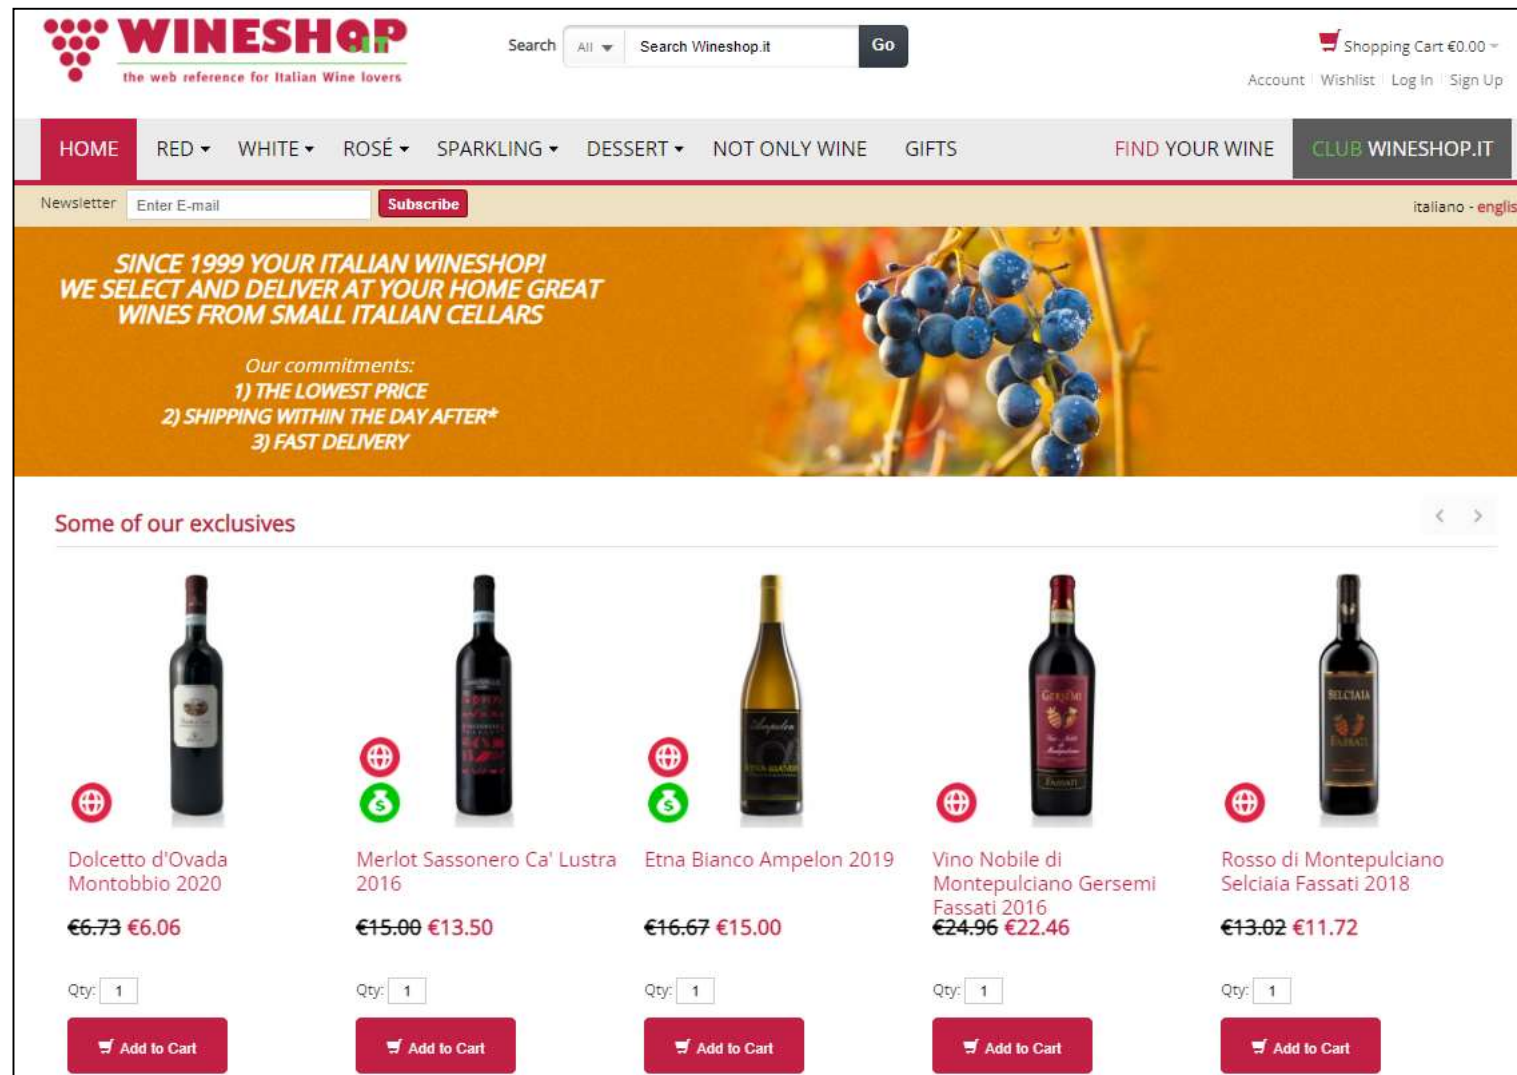 WINESHOP
.IT
the web reference for Italian Wine lovers
Search All Search Wineshop.it Go
Shopping Cart €0.00
Account Wishlist Log In Sign Up
HOME RED WHITE ROSÉ SPARKLING DESSERT NOT ONLY WINE GIFTS FIND YOUR WINE CLUB WINESHOP.IT
Newsletter Enter E-mail Subscribe italiano - englis
SINCE 1999 YOUR ITALIAN WINESHOP!
WE SELECT AND DELIVER AT YOUR HOME GREAT
WINES FROM SMALL ITALIAN CELLARS
Our commitments:
1) THE LOWEST PRICE
2) SHIPPING WITHIN THE DAY AFTER*
3) FAST DELIVERY
Some of our exclusives
Ampelon
GERSEMI
FASSATI
SELCIAIA
FASSATI
Dolcetto d'Ovada
Montobbio 2020
€6.73 €6.06
Qty: 1
Add to Cart
Merlot Sassonero Ca' Lustra
2016
€15.00 €13.50
Qty: 1
Add to Cart
Etna Bianco Ampelon 2019
€16.67 €15.00
Qty: 1
Add to Cart
Vino Nobile di
Montepulciano Gersemi
Fassati 2016
€24.96 €22.46
Qty: 1
Add to Cart
Rosso di Montepulciano
Selciaia Fassati 2018
€13.02 €11.72
Qty: 1
Add to Cart